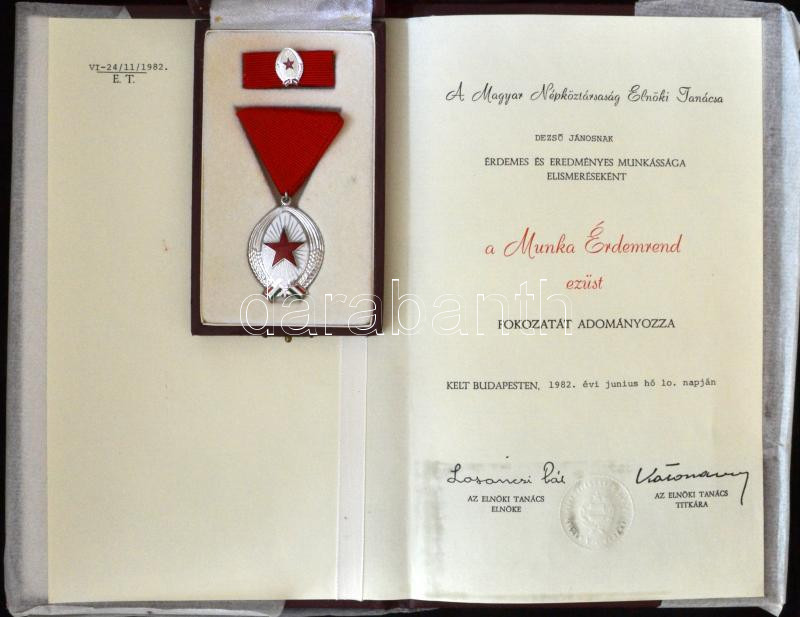 VI-24/11/1982.
E. T.
A Magyar Népköztársaság Elnöki Tanácsa
DEZSŐ JÁNOSNAK
ÉRDEMES ÉS EREDMÉNYES MUNKÁSSÁGA
ELISMERÉSEKÉNT
a Munka Érdemrend
ezüst
FOKOZATÁT ADOMÁNYOZZA
KELT BUDAPESTEN, 1982. évi junius hó lo. napján
Losonczi Pál
AZ ELNÖKI TANÁCS
ELNÖKE
AZ ELNÖKI TANÁCS
TITKÁRA
darabanth